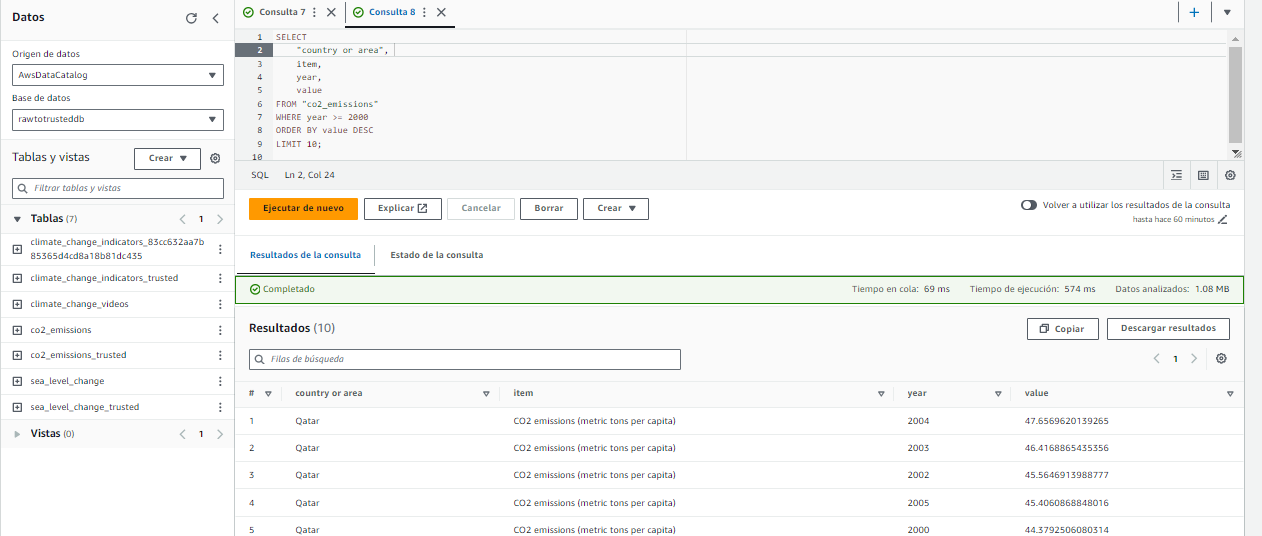 Datos
Origen de datos
AwsDataCatalog
Base de datos
rawtotrusteddb
Tablas y vistas
Crear
Filtrar tablas y vistas
Tablas (7)
1
climate_change_indicators_83cc632aa7b
85365d4cd8a18b81dc435
climate_change_indicators_trusted
climate_change_videos
co2_emissions
co2_emissions_trusted
sea_level_change
sea_level_change_trusted
Vistas (0)
1
Consulta 7
Consulta 8
1 SELECT
2 "country or area",
3 item,
4 year,
5 value
6 FROM "co2_emissions"
7 WHERE year >= 2000
8 ORDER BY value DESC
9 LIMIT 10;
10
SQL Ln 2, Col 24
Ejecutar de nuevo Explicar Cancelar Borrar Crear
Volver a utilizar los resultados de la consulta
hasta hace 60 minutos
Resultados de la consulta Estado de la consulta
Completado Tiempo en cola: 69 ms Tiempo de ejecución: 574 ms Datos analizados: 1.08 MB
Resultados (10) Copiar Descargar resultados
Filas de búsqueda
1
# country or area item year value
1 Qatar CO2 emissions (metric tons per capita) 2004 47.6569620139265
2 Qatar CO2 emissions (metric tons per capita) 2003 46.4168865435356
3 Qatar CO2 emissions (metric tons per capita) 2002 45.5646913988777
4 Qatar CO2 emissions (metric tons per capita) 2005 45.4060868848016
5 Qatar CO2 emissions (metric tons per capita) 2000 44.3792506080314